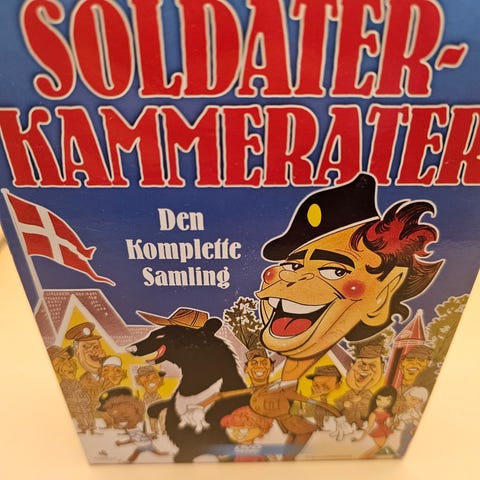 SOLDATER-
KAMMERATER
Den
Komplette
Samling